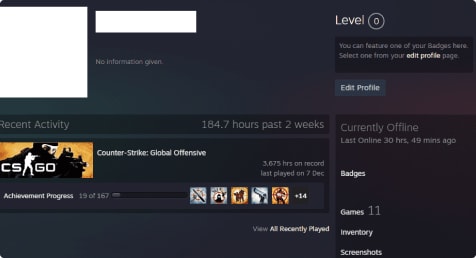 Level 0
You can feature one of your Badges here.
Select one from your edit profile page.
No information given.
Edit Profile
Recent Activity 184.7 hours past 2 weeks
Currently Offline
Last Online 30 hrs, 49 mins ago
CS GO
Counter-Strike: Global Offensive
3,675 hrs on record
last played on 7 Dec
Badges
Achievement Progress 19 of 167 +14
Games 11
View All Recently Played
Inventory
Screenshots